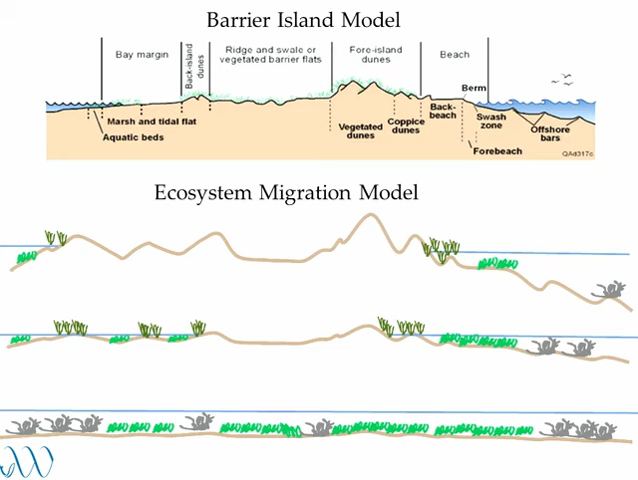 Barrier Island Model
Bay margin
Back-island
dunes
Ridge and swale or
vegetated barrier flats
Fore-island
dunes
Beach
Berm
Marsh and tidal flat
Aquatic beds
Vegetated
dunes
Coppice
dunes
Back-
beach
Swash
zone
Forebeach
Offshore
bars
QAd317c
Ecosystem Migration Model